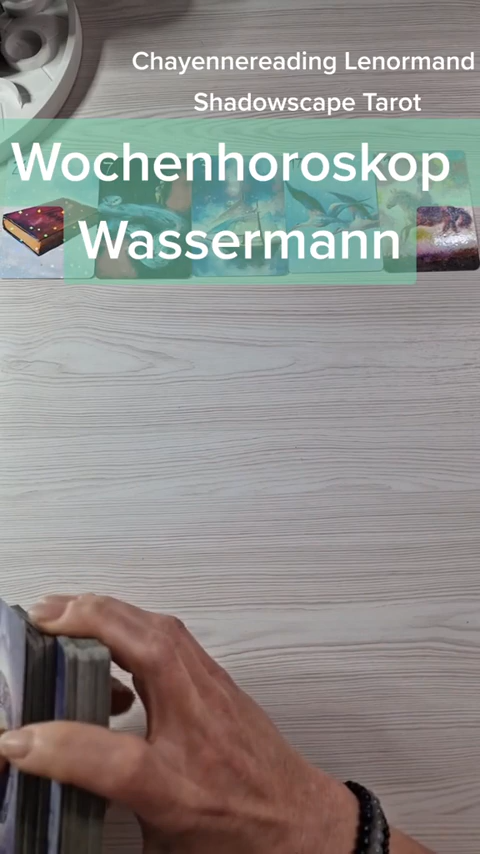 Chayennereading Lenormand
Shadowscape Tarot
Wochenhoroskop
Wassermann